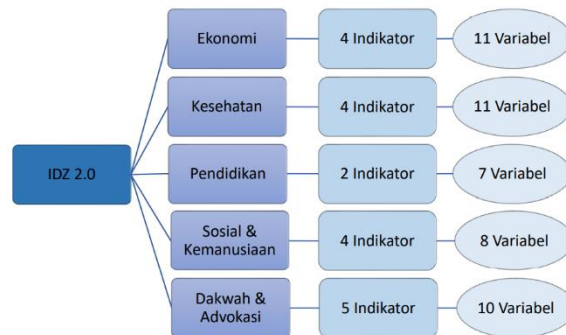 IDZ 2.0
Ekonomi
4 Indikator
11 Variabel
Kesehatan
4 Indikator
11 Variabel
Pendidikan
2 Indikator
7 Variabel
Sosial &
Kemanusiaan
4 Indikator
8 Variabel
Dakwah &
Advokasi
5 Indikator
10 Variabel